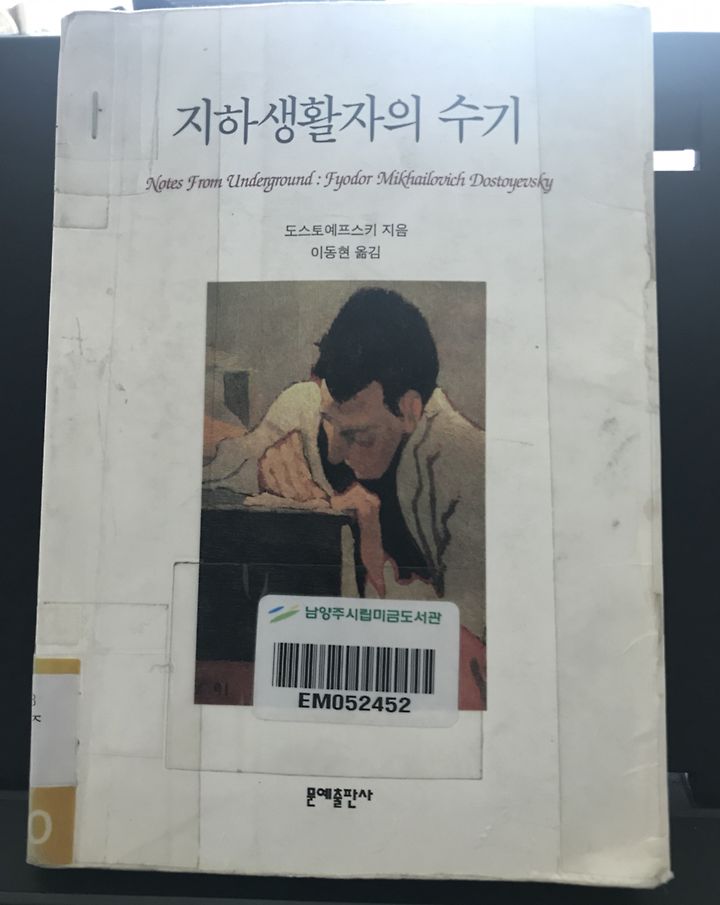 지하생활자의 수기
Notes From Underground : Fyodor Mikhailovich Dostoyevsky
도스토예프스키 지음
이동현 옮김
남양주시립미금도서관
EM052452
문예출판사